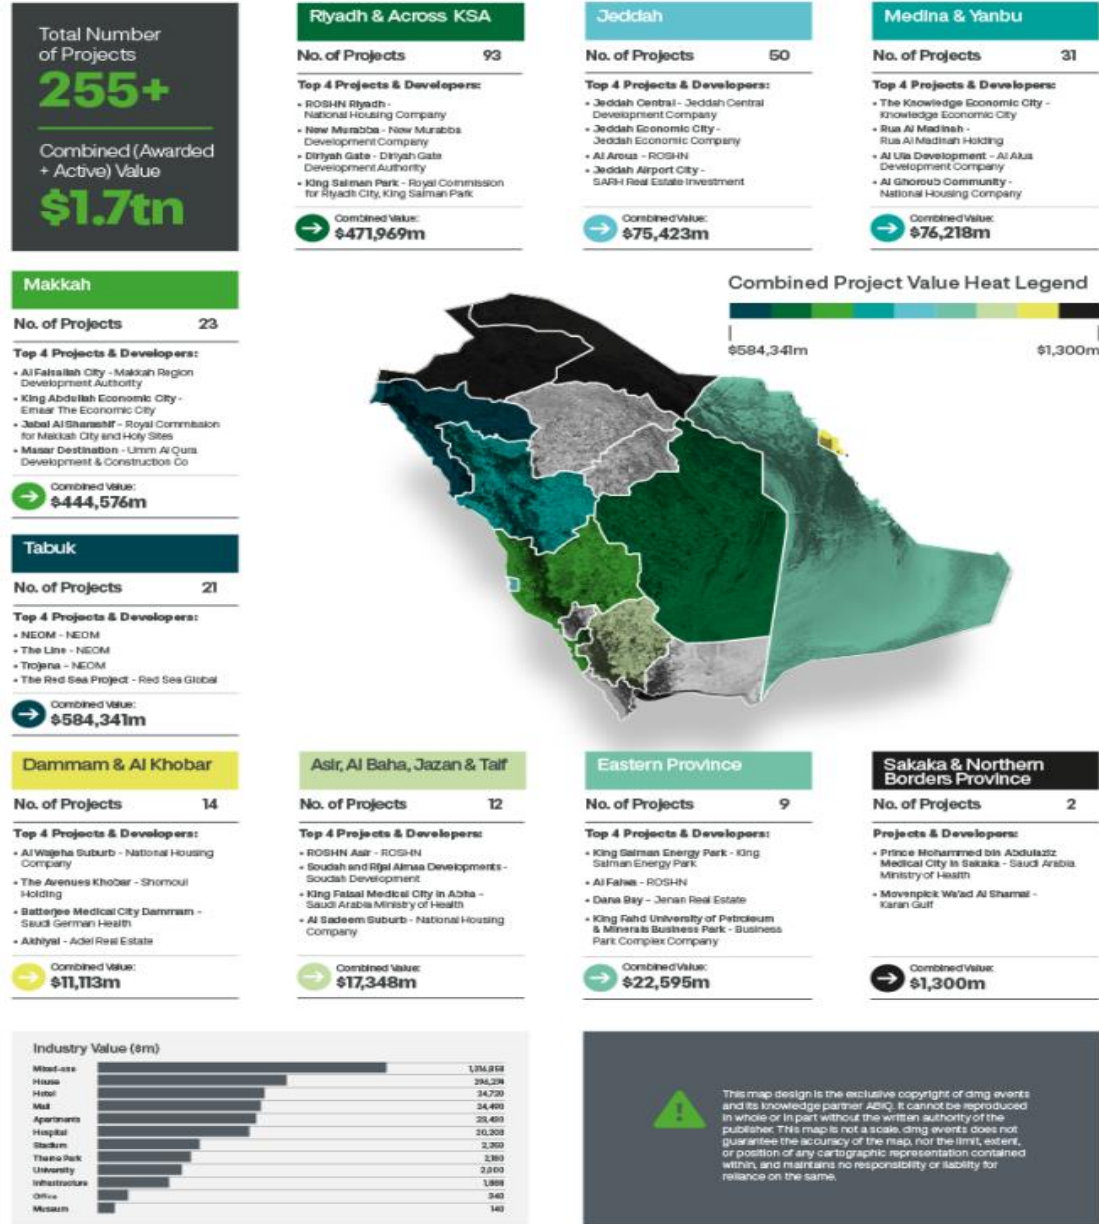 Total Number
of Projects
255+
Combined (Awarded
+ Active) Value
$1.7tn
Riyadh & Across KSA
No. of Projects 93
Top 4 Projects & Developers:
• ROSHN Riyadh -
National Housing Company
• New Murabba - New Murabba
Development Company
• Diriyah Gate - Diriyah Gate
Development Authority
• King Salman Park - Royal Commission
for Riyadh City, King Salman Park
Combined Value:
$471,969m
Jeddah
No. of Projects 50
Top 4 Projects & Developers:
• Jeddah Central - Jeddah Central
Development Company
• Jeddah Economic City -
Jeddah Economic Company
• Al Arous - ROSHN
• Jeddah Airport City -
SARH Real Estate Investment
Combined Value:
$75,423m
Medina & Yanbu
No. of Projects 31
Top 4 Projects & Developers:
• The Knowledge Economic City -
Knowledge Economic City
• Rua Al Madinah -
Rua Al Madinah Holding
• Al Ula Development - Al Alua
Development Company
• Al Ghoroub Community -
National Housing Company
Combined Value:
$76,218m
Makkah
No. of Projects 23
Top 4 Projects & Developers:
• Al Faisaliah City - Makkah Region
Development Authority
• King Abdullah Economic City -
Emaar The Economic City
• Jabal Al Sharashif - Royal Commission
for Makkah City and Holy Sites
• Masar Destination - Umm Al Qura
Development & Construction Co
Combined Value:
$444,576m
Combined Project Value Heat Legend
$584,341m $1,300m
Tabuk
No. of Projects 21
Top 4 Projects & Developers:
• NEOM - NEOM
• The Line - NEOM
• Trojena - NEOM
• The Red Sea Project - Red Sea Global
Combined Value:
$584,341m
Dammam & Al Khobar
No. of Projects 14
Top 4 Projects & Developers:
• Al Wajeha Suburb - National Housing
Company
• The Avenues Khobar - Shomoul
Holding
• Batterjee Medical City Dammam -
Saudi German Health
• Akhiyal - Adel Real Estate
Combined Value:
$11,113m
Asir, Al Baha, Jazan & Taif
No. of Projects 12
Top 4 Projects & Developers:
• ROSHN Asir - ROSHN
• Soudah and Rijal Almaa Developments -
Soudah Development
• King Faisal Medical City in Abha -
Saudi Arabia Ministry of Health
• Al Sadeem Suburb - National Housing
Company
Combined Value:
$17,348m
Eastern Province
No. of Projects 9
Top 4 Projects & Developers:
• King Salman Energy Park - King
Salman Energy Park
• Al Falwa - ROSHN
• Dana Bay - Jenan Real Estate
• King Fahd University of Petroleum
& Minerals Business Park - Business
Park Complex Company
Combined Value:
$22,595m
Sakaka & Northern
Borders Province
No. of Projects 2
Projects & Developers:
• Prince Mohammed bin Abdulaziz
Medical City in Sakaka - Saudi Arabia
Ministry of Health
• Movenpick Wa'ad Al Shamal -
Karan Gulf
Combined Value:
$1,300m
Industry Value ($m)
Mixed-use
House
Hotel 24,720
Mall 24,490
Apartments
Hospital 20,203
Stadium
Theme Park
University 2,000
Infrastructure
Office 340
Museum 140
This map design is the exclusive copyright of dmg events
and its knowledge partner ABIQ. It cannot be reproduced
in whole or in part without the written authority of the
publisher. This map is not a scale. dmg events does not
guarantee the accuracy of the map, nor the limit, extent,
or position of any cartographic representation contained
within, and maintains no responsibility or liability for
reliance on the same.